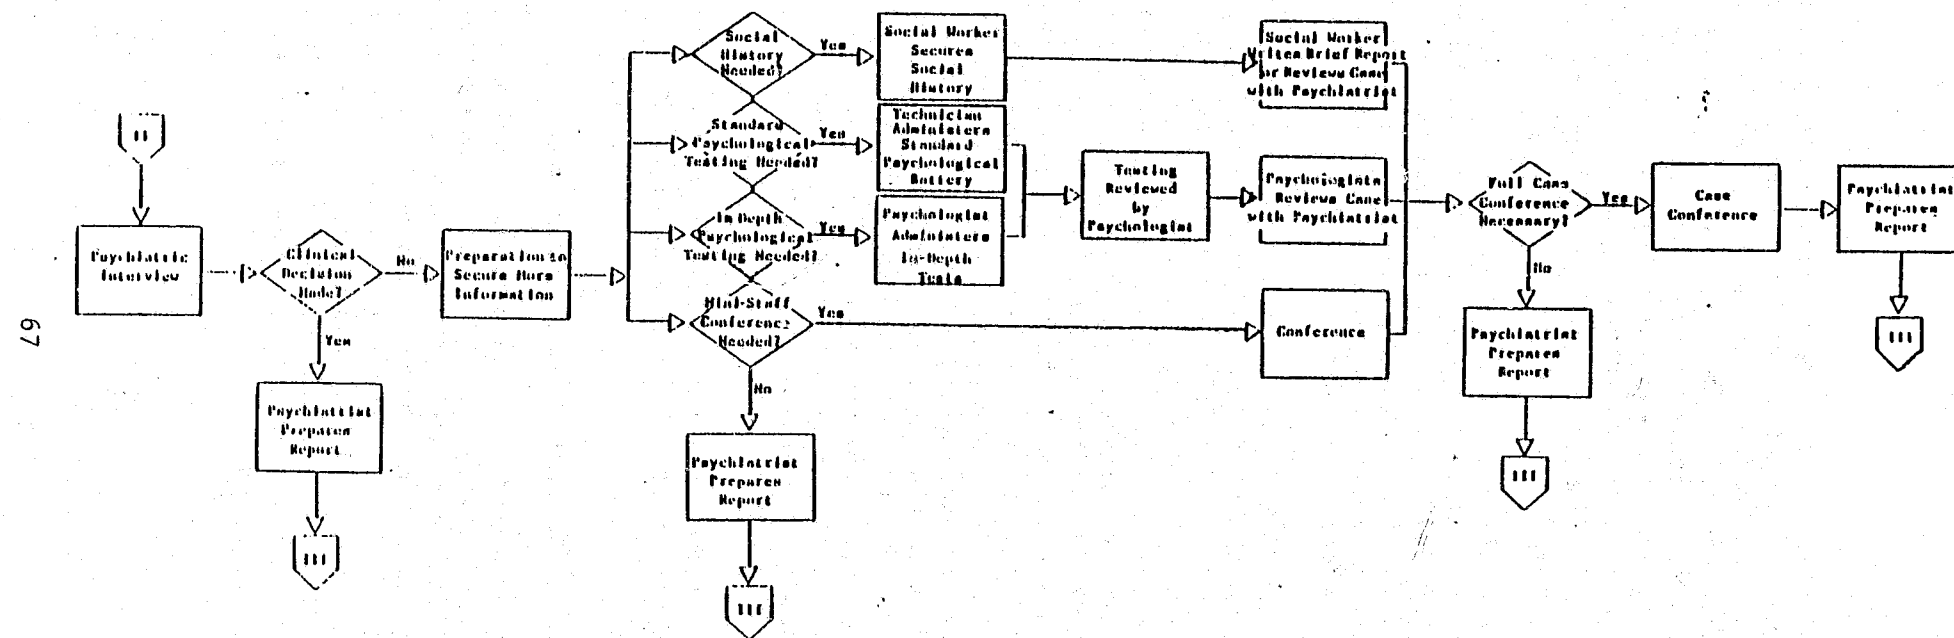 Social
History
Needed?
Yes
Social Worker
Secures
Social
History
Social Worker
Writes Brief Report
or Reviews Case
with Psychiatrist
II
Standard
Psychological
Testing Needed?
Yes
Technician
Administers
Standard
Psychological
Battery
Testing
Reviewed
by
Psychologist
Psychologists
Reviews Case
with Psychiatrist
Full Case
Conference
Necessary?
Yes
Case
Conference
Psychiatrist
Prepares
Report
In Depth
Psychological
Testing Needed?
Yes
Psychologist
Administers
In-Depth
Tests
Psychiatric
Interview
Clinical
Decision
Made?
No
Preparation to
Secure More
Information
Mini-Staff
Conference
Needed?
Yes
Conference
No
Psychiatrist
Prepares
Report
III
67
Yes
Psychiatrist
Prepares
Report
No
Psychiatrist
Prepares
Report
III
III
III